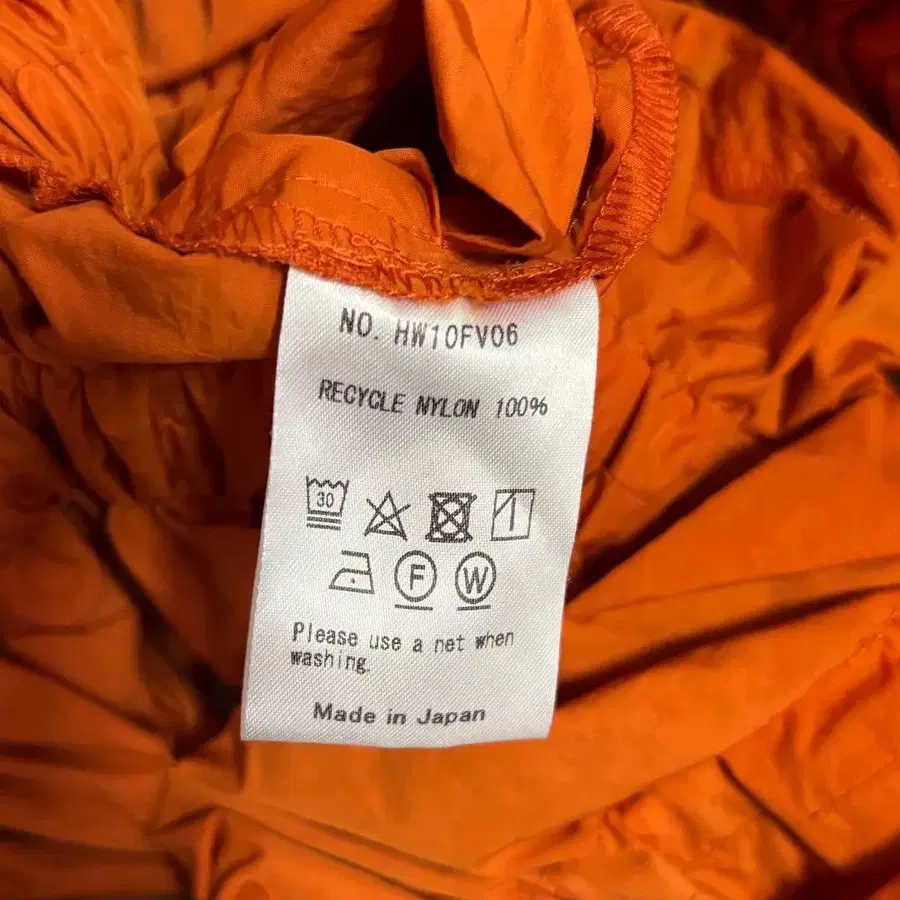 NO. HW10FV06
RECYCLE NYLON 100%
30
F W
Please use a net when
washing.
Made in Japan